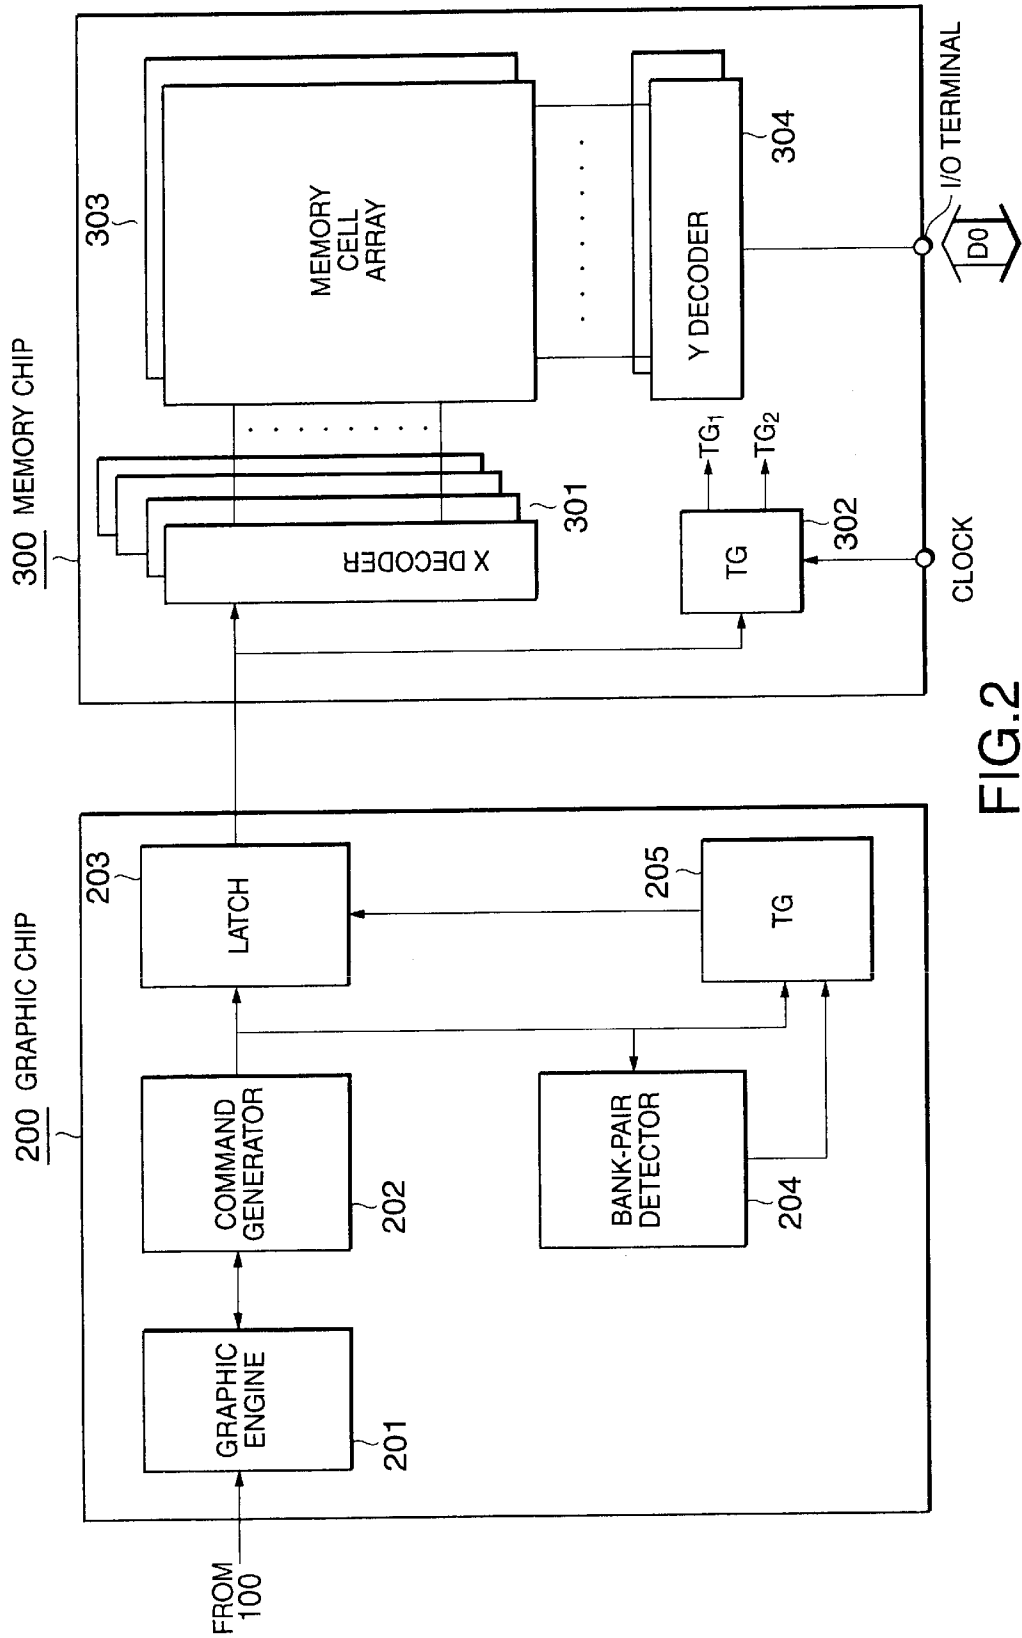 200 GRAPHIC CHIP
300 MEMORY CHIP
FROM
100
GRAPHIC
ENGINE
201
COMMAND
GENERATOR
202
LATCH
203
BANK-PAIR
DETECTOR
204
TG
205
X DECODER
301
MEMORY
CELL
ARRAY
303
TG
302
TG1
TG2
Y DECODER
304
CLOCK
I/O TERMINAL
D0
FIG.2